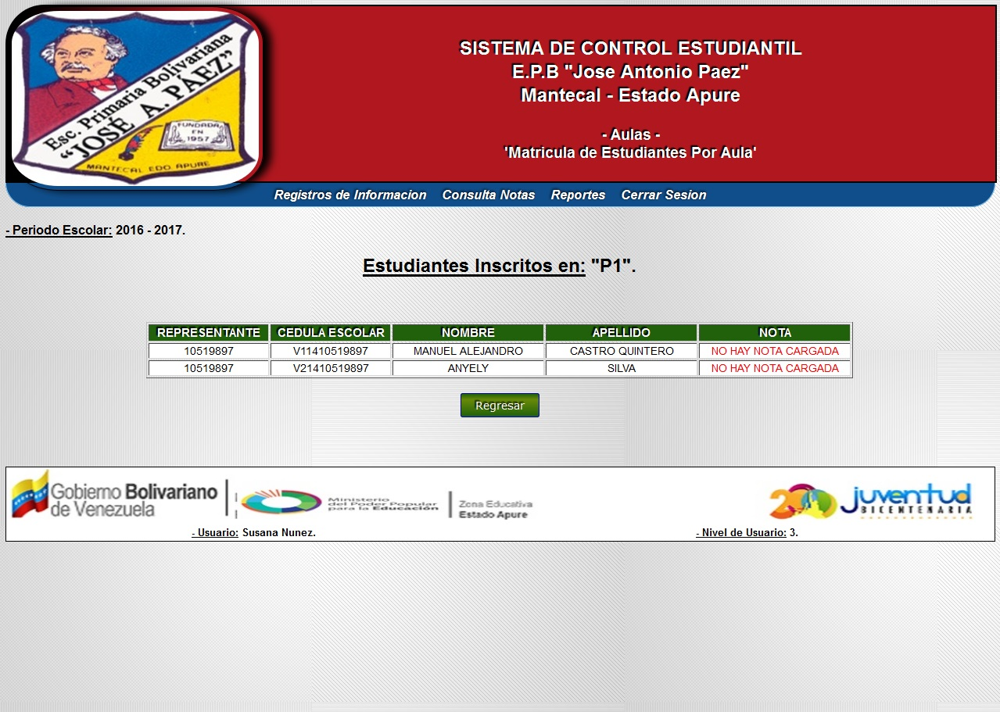 Esc. Primaria Bolivariana
"JOSÉ A. PÁEZ"
FUNDADA
EN
1957
MANTECAL EDO. APURE
SISTEMA DE CONTROL ESTUDIANTIL
E.P.B "Jose Antonio Paez"
Mantecal - Estado Apure
- Aulas -
'Matricula de Estudiantes Por Aula'
Registros de Informacion Consulta Notas Reportes Cerrar Sesion
- Periodo Escolar: 2016 - 2017.
Estudiantes Inscritos en: "P1".
REPRESENTANTE CEDULA ESCOLAR NOMBRE APELLIDO NOTA
10519897 V11410519897 MANUEL ALEJANDRO CASTRO QUINTERO NO HAY NOTA CARGADA
10519897 V21410519897 ANYELY SILVA NO HAY NOTA CARGADA
Regresar
Gobierno Bolivariano
de Venezuela
Ministerio
del Poder Popular
para la Educación
Zona Educativa
Estado Apure
200 juventud
BICENTENARIA
- Usuario: Susana Nunez.
- Nivel de Usuario: 3.